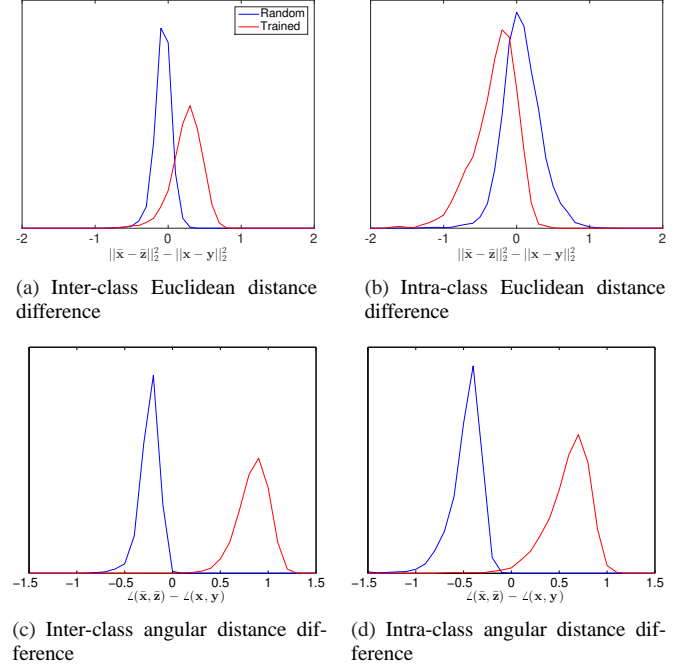 Random
Trained
-2 -1 0 1 2
||x̄ − z̄||₂² − ||x − y||₂²
-2 -1 0 1 2
||x̄ − z̄||₂² − ||x − y||₂²
(a) Inter-class Euclidean distance
difference
(b) Intra-class Euclidean distance
difference
−1.5 −1 −0.5 0 0.5 1 1.5
∠(x̄, z̄) − ∠(x, y)
−1.5 −1 −0.5 0 0.5 1 1.5
∠(x̄, z̄) − ∠(x, y)
(c) Inter-class angular distance dif-
ference
(d) Intra-class angular distance dif-
ference